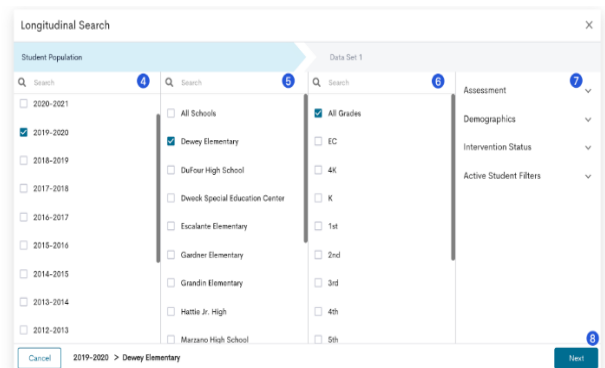 Longitudinal Search
Student Population
Data Set 1
Search 4
2020-2021
2019-2020
2018-2019
2017-2018
2016-2017
2015-2016
2014-2015
2013-2014
2012-2013
Search 5
All Schools
Dewey Elementary
DuFour High School
Dweck Special Education Center
Escalante Elementary
Gardner Elementary
Grandin Elementary
Hattie Jr. High
Marzano High School
Search 6
All Grades
EC
4K
K
1st
2nd
3rd
4th
5th
7
Assessment
Demographics
Intervention Status
Active Student Filters
8
Cancel 2019-2020 > Dewey Elementary Next